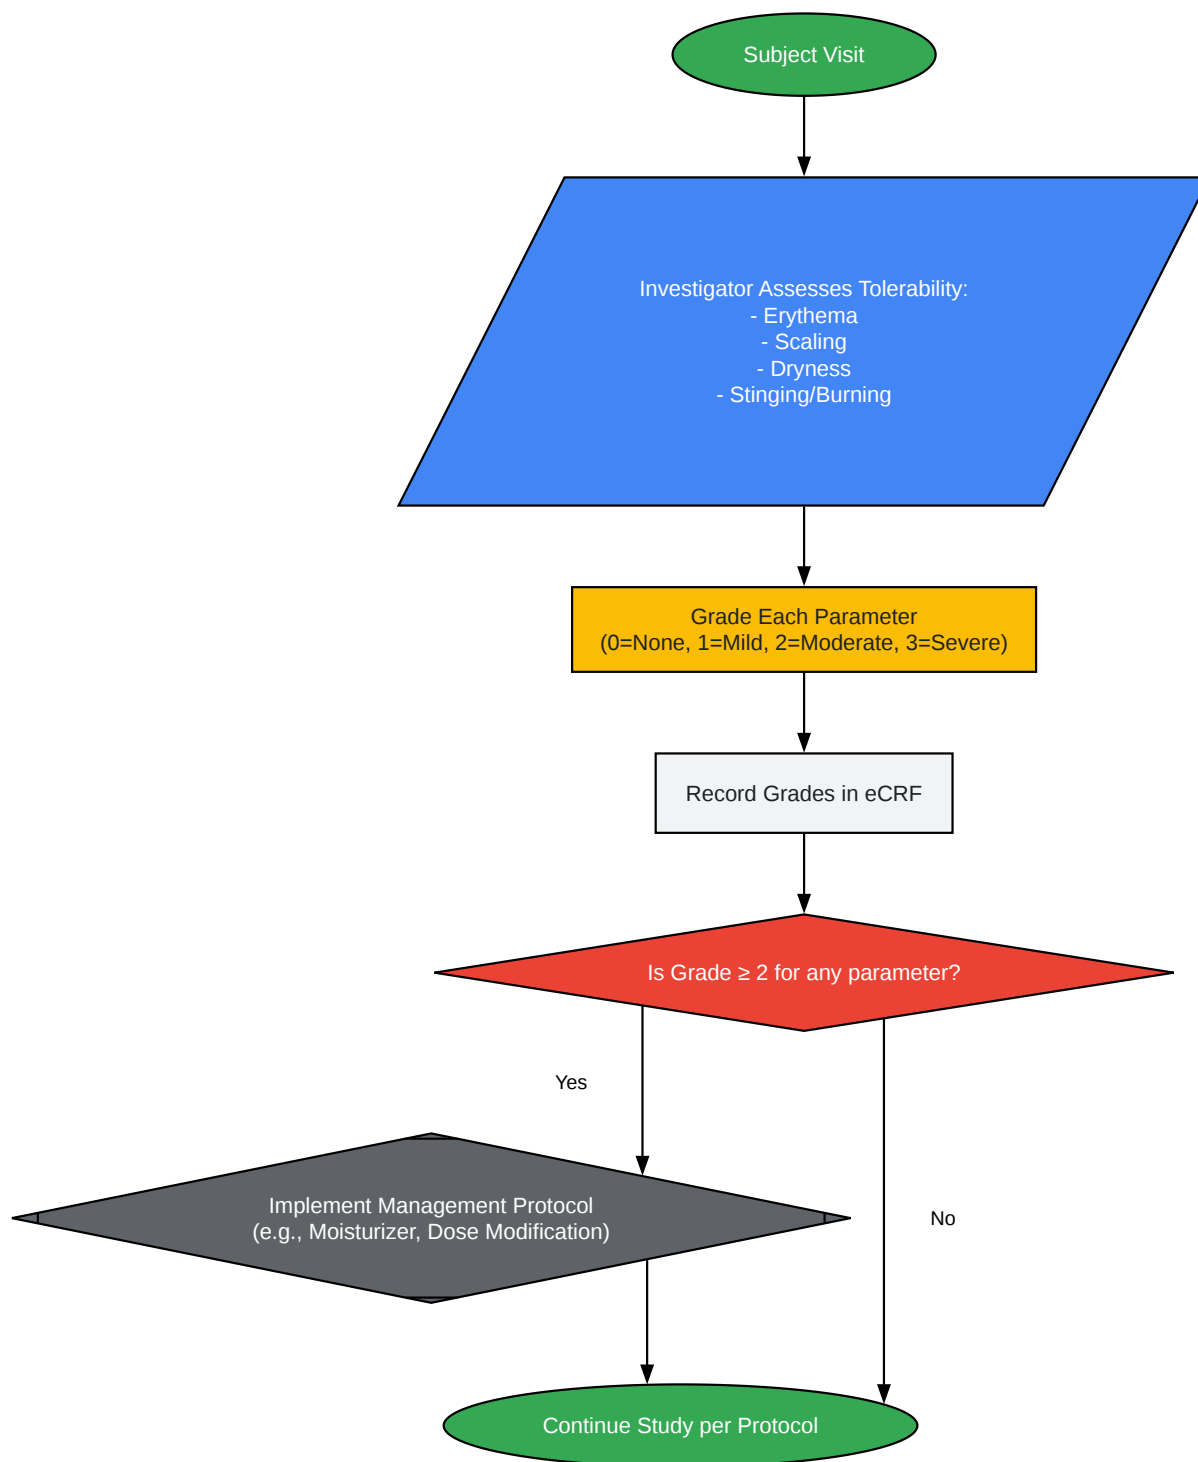 Subject Visit
Investigator Assesses Tolerability:
- Erythema
- Scaling
- Dryness
- Stinging/Burning
Grade Each Parameter
(0=None, 1=Mild, 2=Moderate, 3=Severe)
Record Grades in eCRF
Is Grade ≥ 2 for any parameter?
Yes
Implement Management Protocol
(e.g., Moisturizer, Dose Modification)
No
Continue Study per Protocol